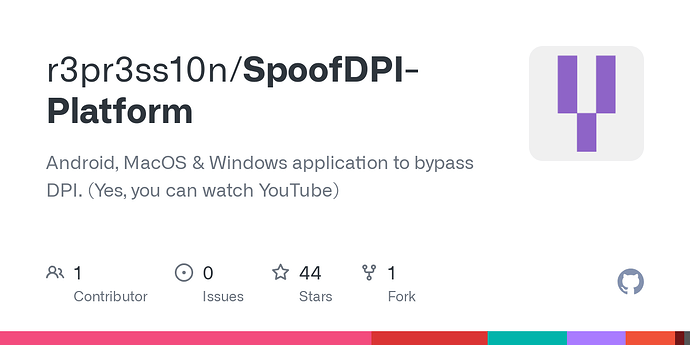 r3pr3ss10n/SpoofDPI-
Platform
Android, MacOS & Windows application to bypass
DPI. (Yes, you can watch YouTube)
1
Contributor
0
Issues
44
Stars
1
Fork